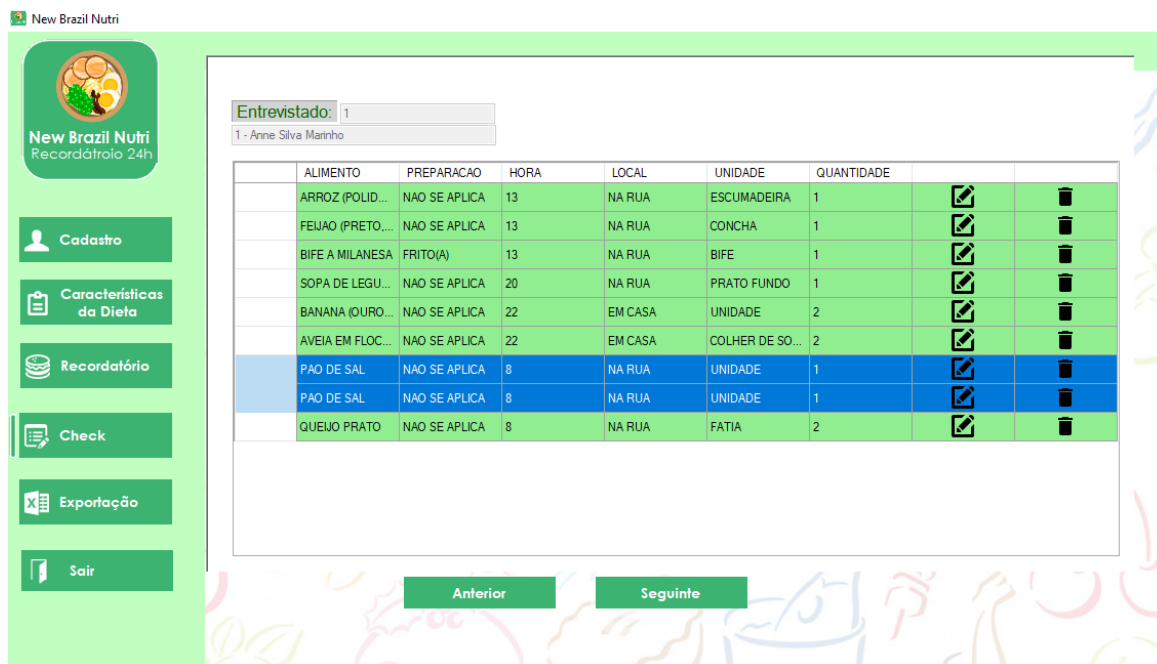 New Brazil Nutri
New Brazil Nutri
Recordátroio 24h
Cadastro
Características
da Dieta
Recordatório
Check
Exportação
Sair
Entrevistado: 1
1 - Anne Silva Marinho
ALIMENTO PREPARACAO HORA LOCAL UNIDADE QUANTIDADE
ARROZ (POLID... NAO SE APLICA 13 NA RUA ESCUMADEIRA 1
FEIJAO (PRETO,... NAO SE APLICA 13 NA RUA CONCHA 1
BIFE A MILANESA FRITO(A) 13 NA RUA BIFE 1
SOPA DE LEGU... NAO SE APLICA 20 NA RUA PRATO FUNDO 1
BANANA (OURO... NAO SE APLICA 22 EM CASA UNIDADE 2
AVEIA EM FLOC... NAO SE APLICA 22 EM CASA COLHER DE SO... 2
PAO DE SAL NAO SE APLICA 8 NA RUA UNIDADE 1
PAO DE SAL NAO SE APLICA 8 NA RUA UNIDADE 1
QUEIJO PRATO NAO SE APLICA 8 NA RUA FATIA 2
Anterior Seguinte